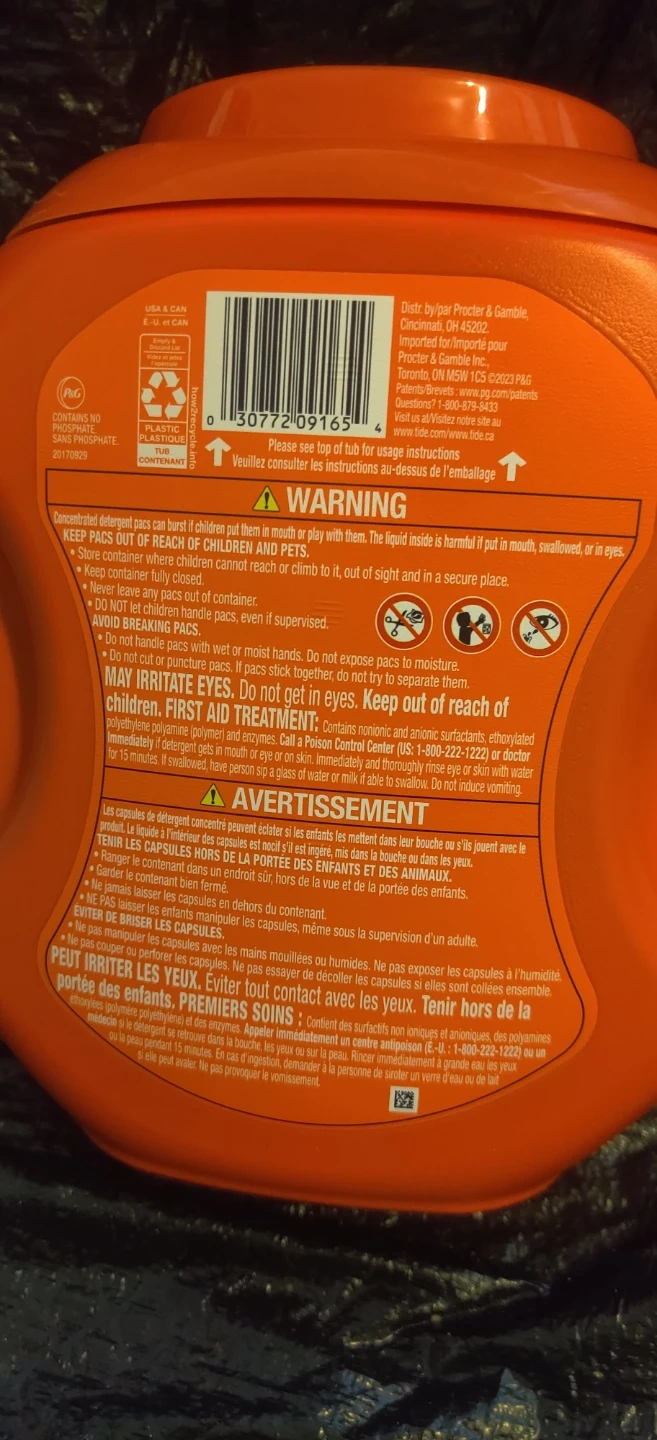 USA & CAN
É.-U. et CAN
Empty &
Discard Lid
Videz et jetez
l'opercule
PLASTIC
PLASTIQUE
TUB
CONTENANT
how2recycle.info
P&G
CONTAINS NO
PHOSPHATE.
SANS PHOSPHATE.
20170929
0 30772 09165 4
Distr. by/par Procter & Gamble,
Cincinnati, OH 45202.
Imported for/Importé pour
Procter & Gamble Inc.,
Toronto, ON M5W 1C5 ©2023 P&G
Patents/Brevets : www.pg.com/patents
Questions? 1-800-879-8433
Visit us at/Visitez notre site au
www.tide.com/www.tide.ca
Please see top of tub for usage instructions
Veuillez consulter les instructions au-dessus de l'emballage
WARNING
Concentrated detergent pacs can burst if children put them in mouth or play with them. The liquid inside is harmful if put in mouth, swallowed, or in eyes.
KEEP PACS OUT OF REACH OF CHILDREN AND PETS.
• Store container where children cannot reach or climb to it, out of sight and in a secure place.
• Keep container fully closed.
• Never leave any pacs out of container.
• DO NOT let children handle pacs, even if supervised.
AVOID BREAKING PACS.
• Do not handle pacs with wet or moist hands. Do not expose pacs to moisture.
• Do not cut or puncture pacs. If pacs stick together, do not try to separate them.
MAY IRRITATE EYES. Do not get in eyes. Keep out of reach of
children. FIRST AID TREATMENT: Contains nonionic and anionic surfactants, ethoxylated
polyethylene polyamine (polymer) and enzymes. Call a Poison Control Center (US: 1-800-222-1222) or doctor
immediately if detergent gets in mouth or eye or on skin. Immediately and thoroughly rinse eye or skin with water
for 15 minutes. If swallowed, have person sip a glass of water or milk if able to swallow. Do not induce vomiting.
AVERTISSEMENT
Les capsules de détergent concentré peuvent éclater si les enfants les mettent dans leur bouche ou s'ils jouent avec le
produit. Le liquide à l'intérieur des capsules est nocif s'il est ingéré, mis dans la bouche ou dans les yeux.
TENIR LES CAPSULES HORS DE LA PORTÉE DES ENFANTS ET DES ANIMAUX.
• Ranger le contenant dans un endroit sûr, hors de la vue et de la portée des enfants.
• Garder le contenant bien fermé.
• Ne jamais laisser les capsules en dehors du contenant.
• NE PAS laisser les enfants manipuler les capsules, même sous la supervision d'un adulte.
ÉVITER DE BRISER LES CAPSULES.
• Ne pas manipuler les capsules avec les mains mouillées ou humides. Ne pas exposer les capsules à l'humidité.
• Ne pas couper ou perforer les capsules. Ne pas essayer de décoller les capsules si elles sont collées ensemble.
PEUT IRRITER LES YEUX. Éviter tout contact avec les yeux. Tenir hors de la
portée des enfants. PREMIERS SOINS : Contient des surfactifs non ioniques et anioniques, des polyamines
éthoxylées (polymère polyéthylène) et des enzymes. Appeler immédiatement un centre antipoison (É.-U. : 1-800-222-1222) ou un
médecin si le détergent se retrouve dans la bouche, les yeux ou sur la peau. Rincer immédiatement à grande eau les yeux
ou la peau pendant 15 minutes. En cas d'ingestion, demander à la personne de siroter un verre d'eau ou de lait
si elle peut avaler. Ne pas provoquer le vomissement.